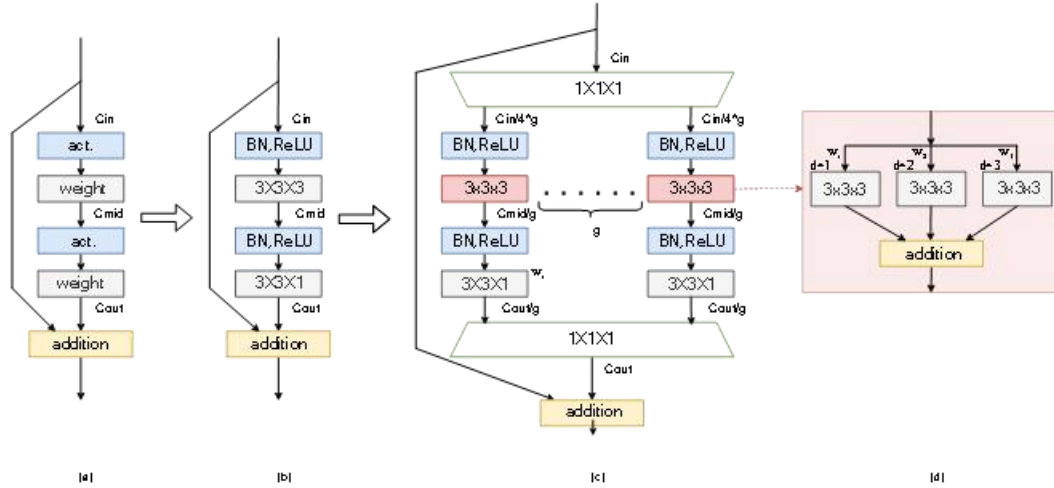 Cin
act.
weight
Cmid
act.
weight
Cout
addition
(a)
Cin
BN,ReLU
3X3X3
Cmid
BN,ReLU
3X3X1
Cout
addition
(b)
Cin
1X1X1
Cin/4*g
Cin/4*g
BN,ReLU
BN,ReLU
3x3x3
......
3x3x3
Cmid/g
g
Cmid/g
BN,ReLU
BN,ReLU
3X3X1
3X3X1
Cout/g
Cout/g
1X1X1
Cout
addition
(c)
d=1
d=2
d=3
3x3x3
3x3x3
3x3x3
addition
(d)